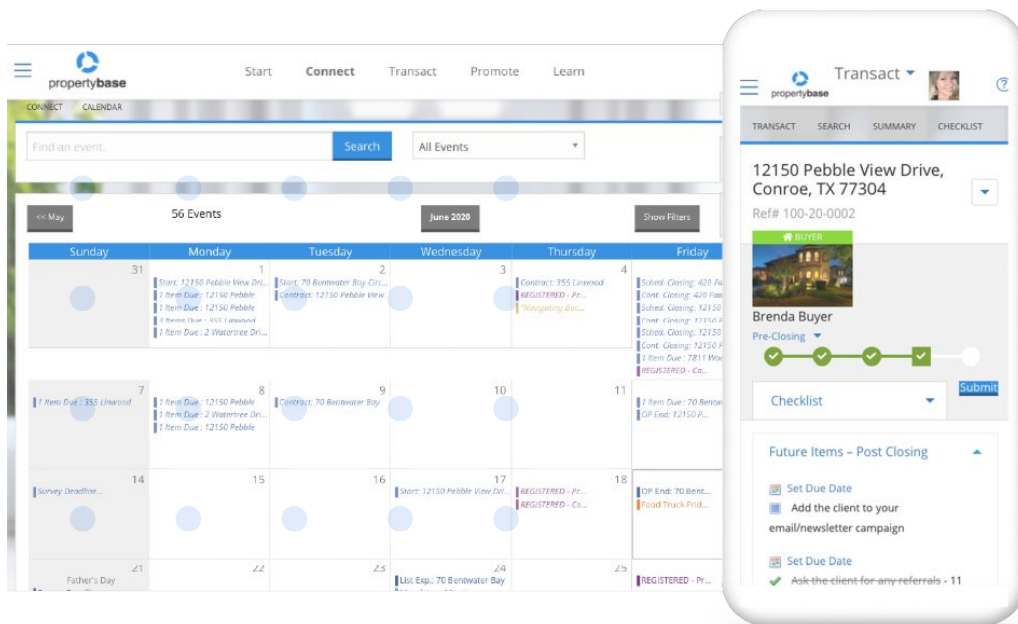 propertybase
Start Connect Transact Promote Learn
CONNECT CALENDAR
Find an event.
Search
All Events
<< May
56 Events
June 2020
Show Filters
Sunday Monday Tuesday Wednesday Thursday Friday
31 1 2 3 4
Start: 12150 Pebble View Dri...
1 Item Due : 12150 Pebble
1 Item Due : 12150 Pebble
3 Items Due : 355 Linwood
1 Item Due : 2 Watertree Dri...
Start: 70 Bentwater Bay Circ...
Contract: 12150 Pebble View
Contract: 355 Linwood
REGISTERED - Pr...
"Navigating Buc...
Sched. Closing: 420
Cont. Closing: 420
Sched. Closing: 12150
Cont. Closing: 12150
Sched. Closing: 12150
Cont. Closing: 12150
1 Item Due : 7811
REGISTERED - Co...
7 8 9 10 11
1 Item Due : 355 Linwood
1 Item Due : 12150 Pebble
1 Item Due : 2 Watertree Dri...
1 Item Due : 12150 Pebble
Contract: 70 Bentwater Bay
1 Item Due : 70
OP End: 12150 P...
14 15 16 17 18
Survey Deadline...
Start: 12150 Pebble View Dri...
REGISTERED - Pr...
REGISTERED - Co...
OP End: 70 Bent...
Food Truck Frid...
21 22 23 24 25
Father's Day
List Exp.: 70 Bentwater Bay
REGISTERED - Pr...
propertybase
Transact
TRANSACT SEARCH SUMMARY CHECKLIST
12150 Pebble View Drive,
Conroe, TX 77304
Ref# 100-20-0002
BUYER
Brenda Buyer
Pre-Closing
Submit
Checklist
Future Items – Post Closing
Set Due Date
Add the client to your
email/newsletter campaign
Set Due Date
Ask the client for any referrals - 11